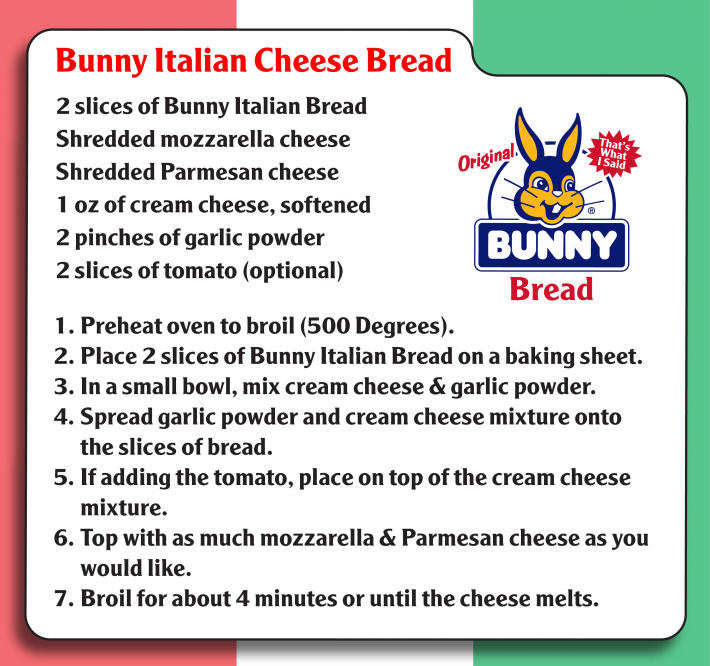 Bunny Italian Cheese Bread
2 slices of Bunny Italian Bread
Shredded mozzarella cheese
Shredded Parmesan cheese
1 oz of cream cheese, softened
2 pinches of garlic powder
2 slices of tomato (optional)
Original
That's
What
I Said
®
BUNNY
Bread
1. Preheat oven to broil (500 Degrees).
2. Place 2 slices of Bunny Italian Bread on a baking sheet.
3. In a small bowl, mix cream cheese & garlic powder.
4. Spread garlic powder and cream cheese mixture onto
the slices of bread.
5. If adding the tomato, place on top of the cream cheese
mixture.
6. Top with as much mozzarella & Parmesan cheese as you
would like.
7. Broil for about 4 minutes or until the cheese melts.